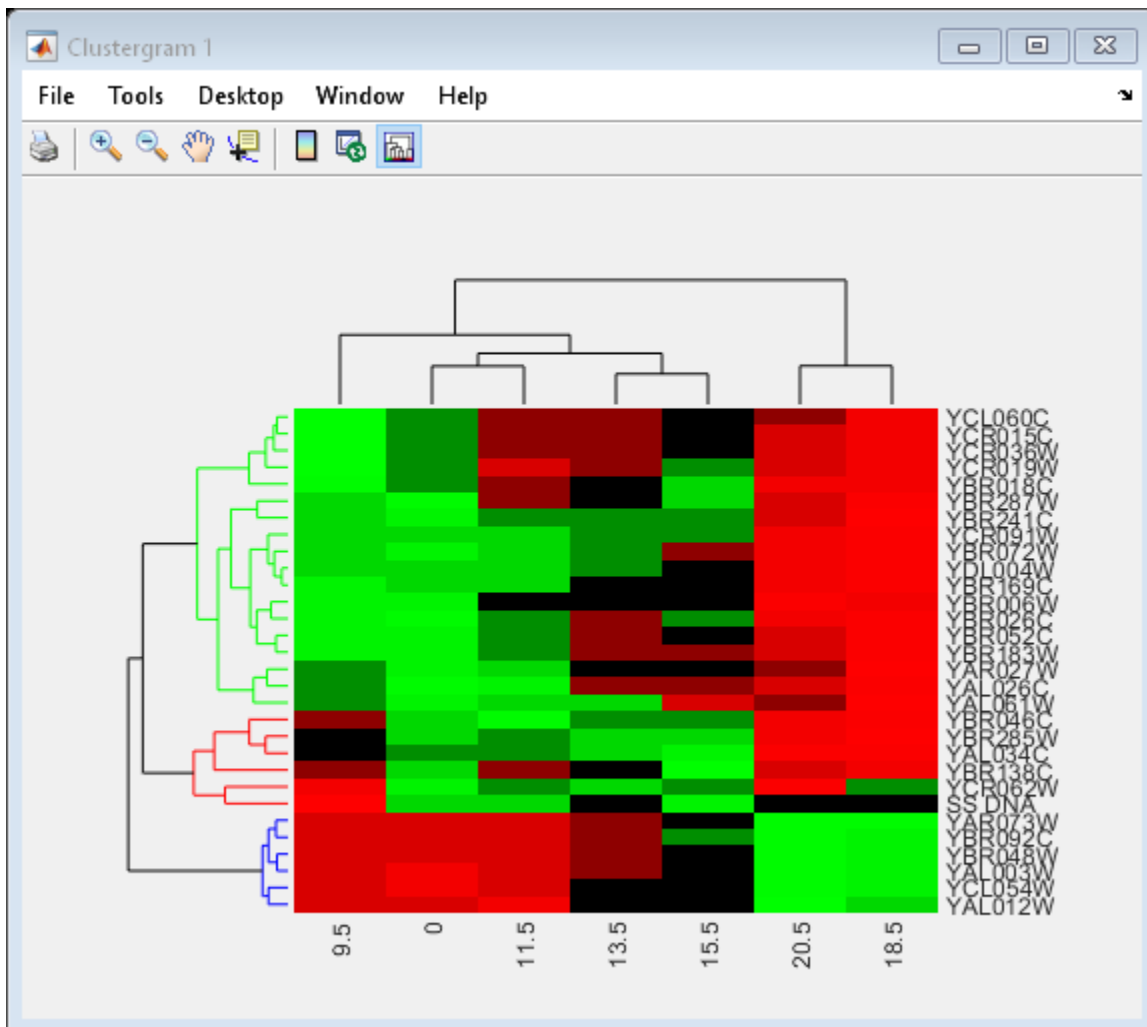 Clustergram 1
File Tools Desktop Window Help
YCL060C
YCR015C
YCR036W
YCR019W
YBR018C
YBR287W
YBR241C
YCR091W
YBR072W
YDL004W
YBR169C
YBR006W
YBR026C
YBR052C
YBR183W
YAR027W
YAL026C
YAL061W
YBR046C
YBR285W
YAL034C
YBR138C
YCR062W
SS DNA
YAR073W
YBR092C
YBR048W
YAL003W
YCL054W
YAL012W
9.5 0 11.5 13.5 15.5 20.5 18.5